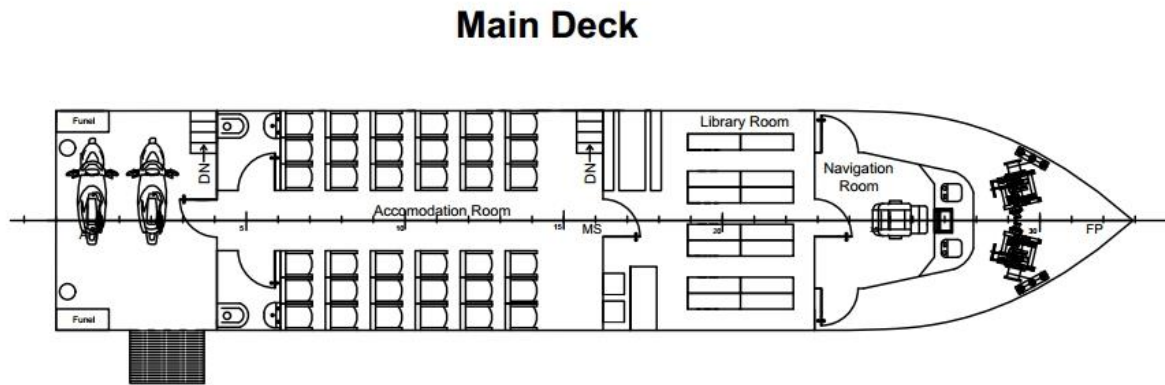 Main Deck
Funel
Library Room
DN
DN
Navigation
Room
Accomodation Room
5
10
15
MS
20
30
FP
Funel